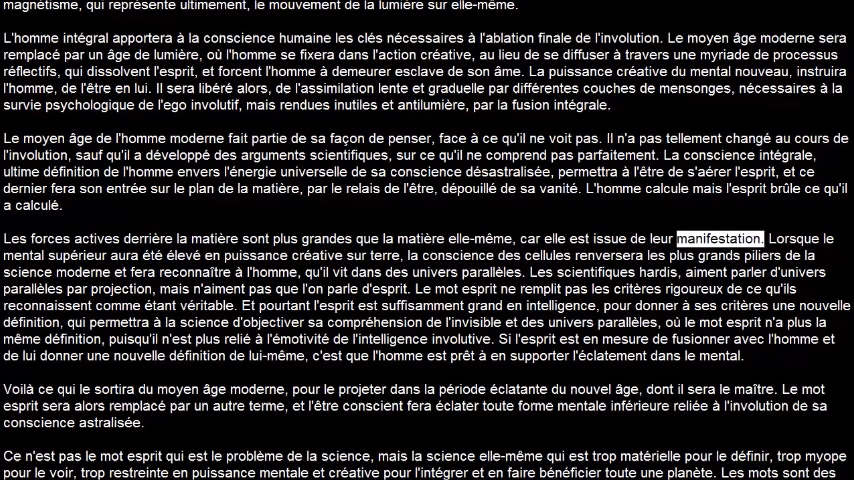 magnétisme, qui représente ultimement, le mouvement de la lumière sur elle-même.
L'homme intégral apportera à la conscience humaine les clés nécessaires à l'ablation finale de l'involution. Le moyen âge moderne sera
remplacé par un âge de lumière, où l'homme se fixera dans l'action créative, au lieu de se diffuser à travers une myriade de processus
réflectifs, qui dissolvent l'esprit, et forcent l'homme à demeurer esclave de son âme. La puissance créative du mental nouveau, instruira
l'homme, de l'être en lui. Il sera libéré alors, de l'assimilation lente et graduelle par différentes couches de mensonges, nécessaires à la
survie psychologique de l'ego involutif, mais rendues inutiles et antilumière, par la fusion intégrale.
Le moyen âge de l'homme moderne fait partie de sa façon de penser, face à ce qu'il ne voit pas. Il n'a pas tellement changé au cours de
l'involution, sauf qu'il a développé des arguments scientifiques, sur ce qu'il ne comprend pas parfaitement. La conscience intégrale,
ultime définition de l'homme envers l'énergie universelle de sa conscience désastralisée, permettra à l'être de s'aérer l'esprit, et ce
dernier fera son entrée sur le plan de la matière, par le relais de l'être, dépouillé de sa vanité. L'homme calcule mais l'esprit brûle ce qu'il
a calculé.
Les forces actives derrière la matière sont plus grandes que la matière elle-même, car elle est issue de leur manifestation. Lorsque le
mental supérieur aura été élevé en puissance créative sur terre, la conscience des cellules renversera les plus grands piliers de la
science moderne et fera reconnaître à l'homme, qu'il vit dans des univers parallèles. Les scientifiques hardis, aiment parler d'univers
parallèles par projection, mais n'aiment pas que l'on parle d'esprit. Le mot esprit ne remplit pas les critères rigoureux de ce qu'ils
reconnaissent comme étant véritable. Et pourtant l'esprit est suffisamment grand en intelligence, pour donner à ses critères une nouvelle
définition, qui permettra à la science d'objectiver sa compréhension de l'invisible et des univers parallèles, où le mot esprit n'a plus la
même définition, puisqu'il n'est plus relié à l'émotivité de l'intelligence involutive. Si l'esprit est en mesure de fusionner avec l'homme et
de lui donner une nouvelle définition de lui-même, c'est que l'homme est prêt à en supporter l'éclatement dans le mental.
Voilà ce qui le sortira du moyen âge moderne, pour le projeter dans la période éclatante du nouvel âge, dont il sera le maître. Le mot
esprit sera alors remplacé par un autre terme, et l'être conscient fera éclater toute forme mentale inférieure reliée à l'involution de sa
conscience astralisée.
Ce n'est pas le mot esprit qui est le problème de la science, mais la science elle-même qui est trop matérielle pour le définir, trop myope
pour le voir, trop restreinte en puissance mentale et créative pour l'intégrer et en faire bénéficier toute une planète. Les mots sont des